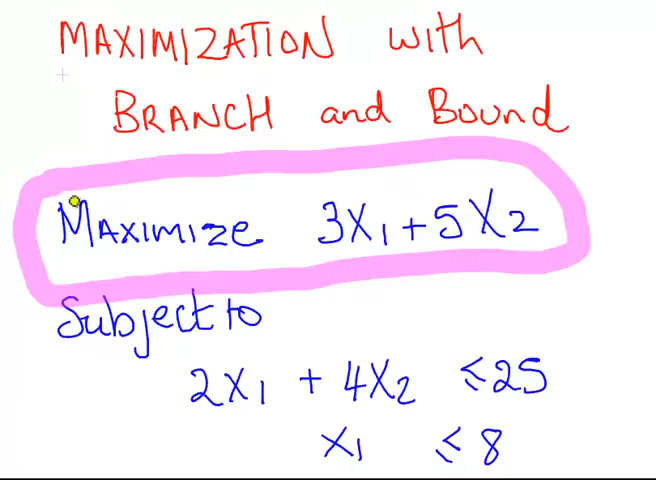 MAXIMIZATION with
BRANCH and Bound
MAXIMIZE 3X1 + 5X2
Subject to
2X1 + 4X2 ≤ 25
X1 ≤ 8